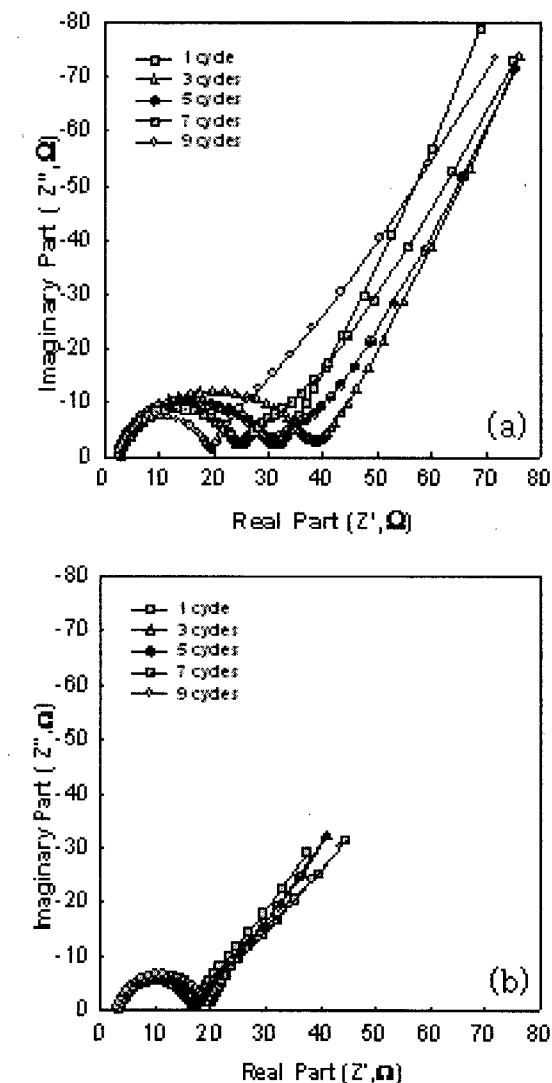 -80
-70
-60
-50
-40
-30
-20
-10
0
Imaginary Part ( Z'', Ω)
1 cycle
3 cycles
5 cycles
7 cycles
9 cycles
(a)
0 10 20 30 40 50 60 70 80
Real Part (Z', Ω)
-80
-70
-60
-50
-40
-30
-20
-10
0
Imaginary Part ( Z'', Ω)
1 cycle
3 cycles
5 cycles
7 cycles
9 cycles
(b)
0 10 20 30 40 50 60 70 80
Real Part (Z', Ω)